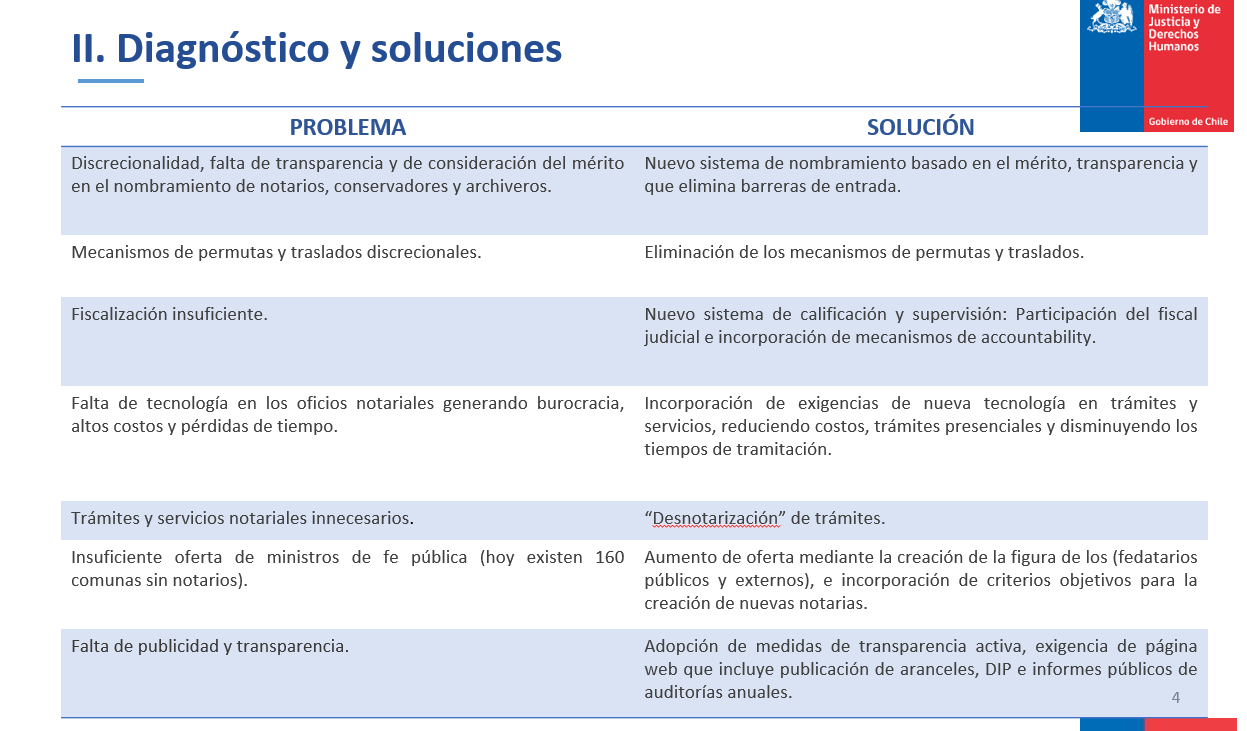 II. Diagnóstico y soluciones
Ministerio de
Justicia y
Derechos
Humanos
Gobierno de Chile
PROBLEMA
SOLUCIÓN
Discrecionalidad, falta de transparencia y de consideración del mérito
en el nombramiento de notarios, conservadores y archiveros.
Nuevo sistema de nombramiento basado en el mérito, transparencia y
que elimina barreras de entrada.
Mecanismos de permutas y traslados discrecionales.
Eliminación de los mecanismos de permutas y traslados.
Fiscalización insuficiente.
Nuevo sistema de calificación y supervisión: Participación del fiscal
judicial e incorporación de mecanismos de accountability.
Falta de tecnología en los oficios notariales generando burocracia,
altos costos y pérdidas de tiempo.
Incorporación de exigencias de nueva tecnología en trámites y
servicios, reduciendo costos, trámites presenciales y disminuyendo los
tiempos de tramitación.
Trámites y servicios notariales innecesarios.
“Desnotarización” de trámites.
Insuficiente oferta de ministros de fe pública (hoy existen 160
comunas sin notarios).
Aumento de oferta mediante la creación de la figura de los (fedatarios
públicos y externos), e incorporación de criterios objetivos para la
creación de nuevas notarias.
Falta de publicidad y transparencia.
Adopción de medidas de transparencia activa, exigencia de página
web que incluye publicación de aranceles, DIP e informes públicos de
auditorías anuales.
4